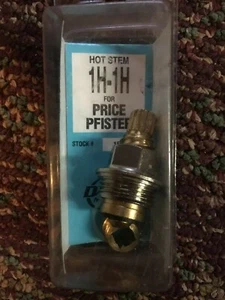 HOT STEM
1H-1H
FOR
PRICE
PFISTER
STOCK #